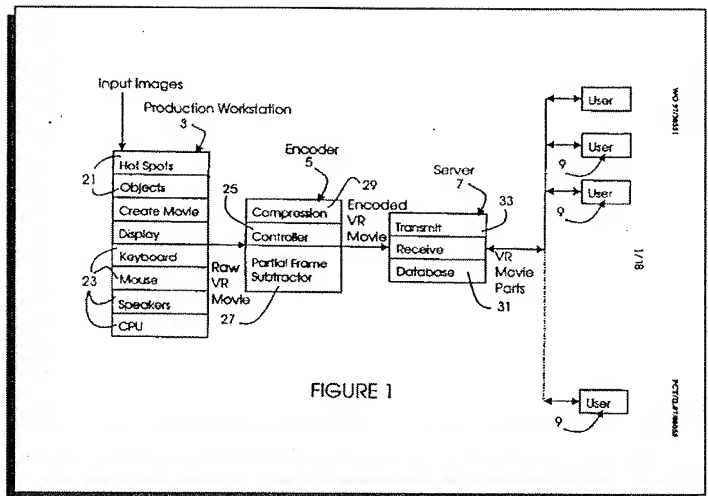 Input Images
Production Workstation
3
Hot Spots
21
Objects
Create Movie
Display
Keyboard
23
Mouse
Speakers
CPU
Raw
VR
Movie
Encoder
5
29
25
Compression
Controller
Partial Frame
Subtractor
27
Encoded
VR
Movie
Server
7
33
Transmit
Receive
Database
31
VR
Movie
Parts
User
User
9
User
9
User
9
FIGURE 1
1/18